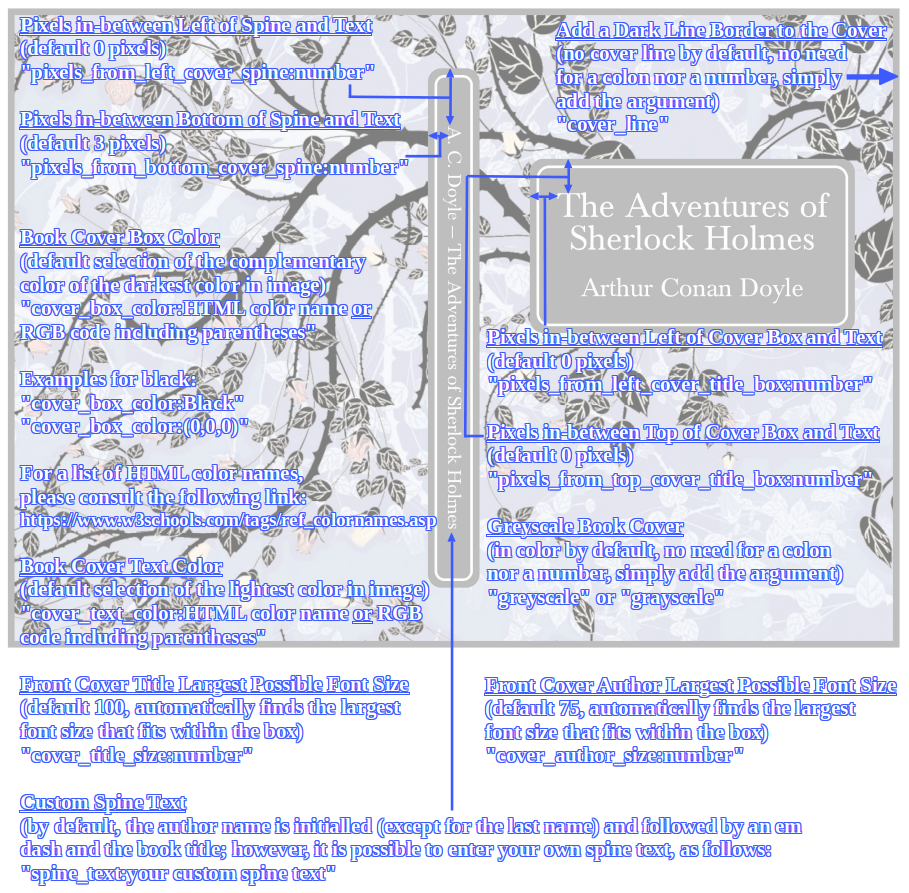 Pixels in-between Left of Spine and Text
(default 0 pixels)
"pixels_from_left_cover_spine:number"
Pixels in-between Bottom of Spine and Text
(default 3 pixels)
"pixels_from_bottom_cover_spine:number"
Book Cover Box Color
(default selection of the complementary
color of the darkest color in image)
"cover_box_color:HTML color name or
RGB code including parentheses"
Examples for black:
"cover_box_color:Black"
"cover_box_color:(0,0,0)"
For a list of HTML color names,
please consult the following link:
https://www.w3schools.com/tags/ref_colornames.asp
Book Cover Text Color
(default selection of the lightest color in image)
"cover_text_color:HTML color name or RGB
code including parentheses"
A. C. Doyle – The Adventures of Sherlock Holmes
Add a Dark Line Border to the Cover
(no cover line by default, no need
for a colon nor a number, simply
add the argument)
"cover_line"
The Adventures of
Sherlock Holmes
Arthur Conan Doyle
Pixels in-between Left of Cover Box and Text
(default 0 pixels)
"pixels_from_left_cover_title_box:number"
Pixels in-between Top of Cover Box and Text
(default 0 pixels)
"pixels_from_top_cover_title_box:number"
Greyscale Book Cover
(in color by default, no need for a colon
nor a number, simply add the argument)
"greyscale" or "grayscale"
Front Cover Title Largest Possible Font Size
(default 100, automatically finds the largest
font size that fits within the box)
"cover_title_size:number"
Front Cover Author Largest Possible Font Size
(default 75, automatically finds the largest
font size that fits within the box)
"cover_author_size:number"
Custom Spine Text
(by default, the author name is initialled (except for the last name) and followed by an em
dash and the book title; however, it is possible to enter your own spine text, as follows:
"spine_text:your custom spine text"